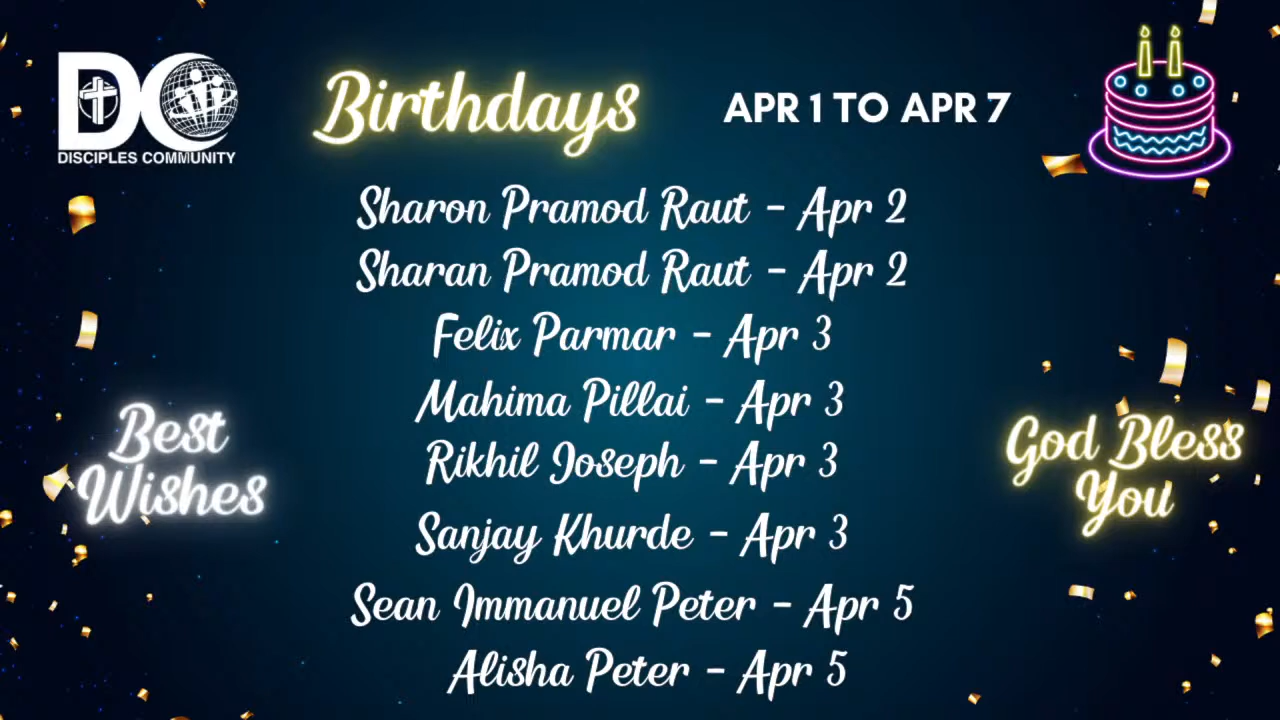 DC
DISCIPLES COMMUNITY
Birthdays
APR 1 TO APR 7
Sharon Pramod Raut - Apr 2
Sharan Pramod Raut - Apr 2
Felix Parmar - Apr 3
Mahima Pillai - Apr 3
Rikhil Joseph - Apr 3
Sanjay Khurde - Apr 3
Sean Immanuel Peter - Apr 5
Alisha Peter - Apr 5
Best
Wishes
God Bless
You